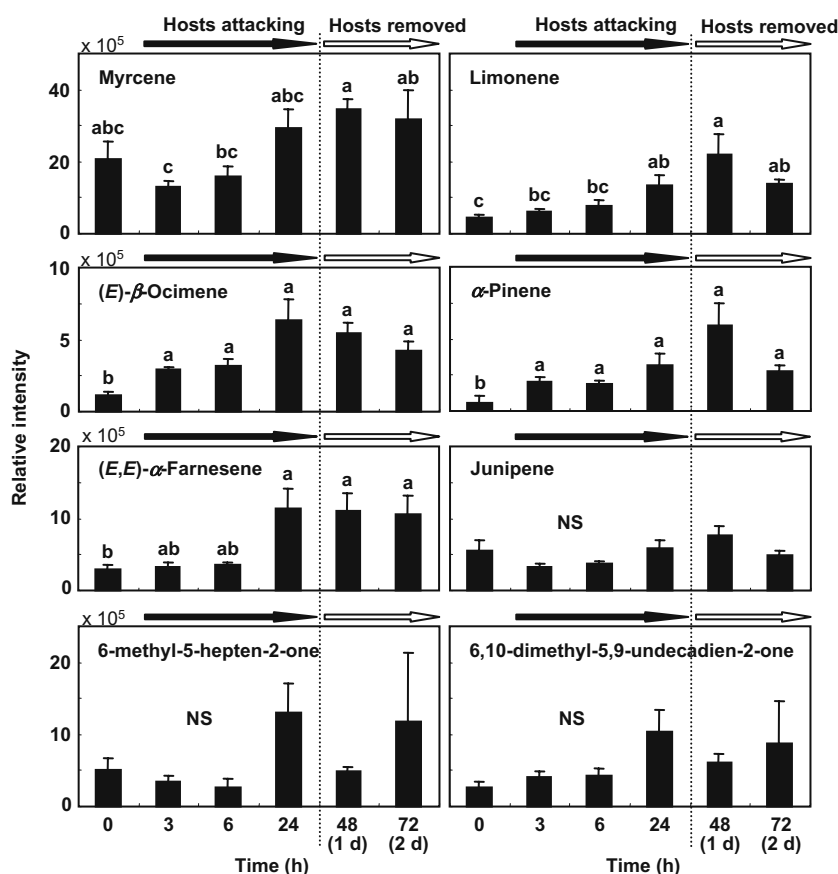 Hosts attacking Hosts removed Hosts attacking Hosts removed
x 10⁵
Myrcene
Limonene
40
20
0
abc c bc abc a ab
c bc bc ab a ab
x 10⁵
(E)-β-Ocimene
α-Pinene
10
5
0
b a a a a a
b a a a a a
x 10⁵
(E,E)-α-Farnesene
Junipene
20
10
0
b ab ab a a a
NS
x 10⁵
6-methyl-5-hepten-2-one
6,10-dimethyl-5,9-undecadien-2-one
20
10
0
NS
NS
Relative intensity
0 3 6 24 48 72 0 3 6 24 48 72
(1 d) (2 d) (1 d) (2 d)
Time (h) Time (h)